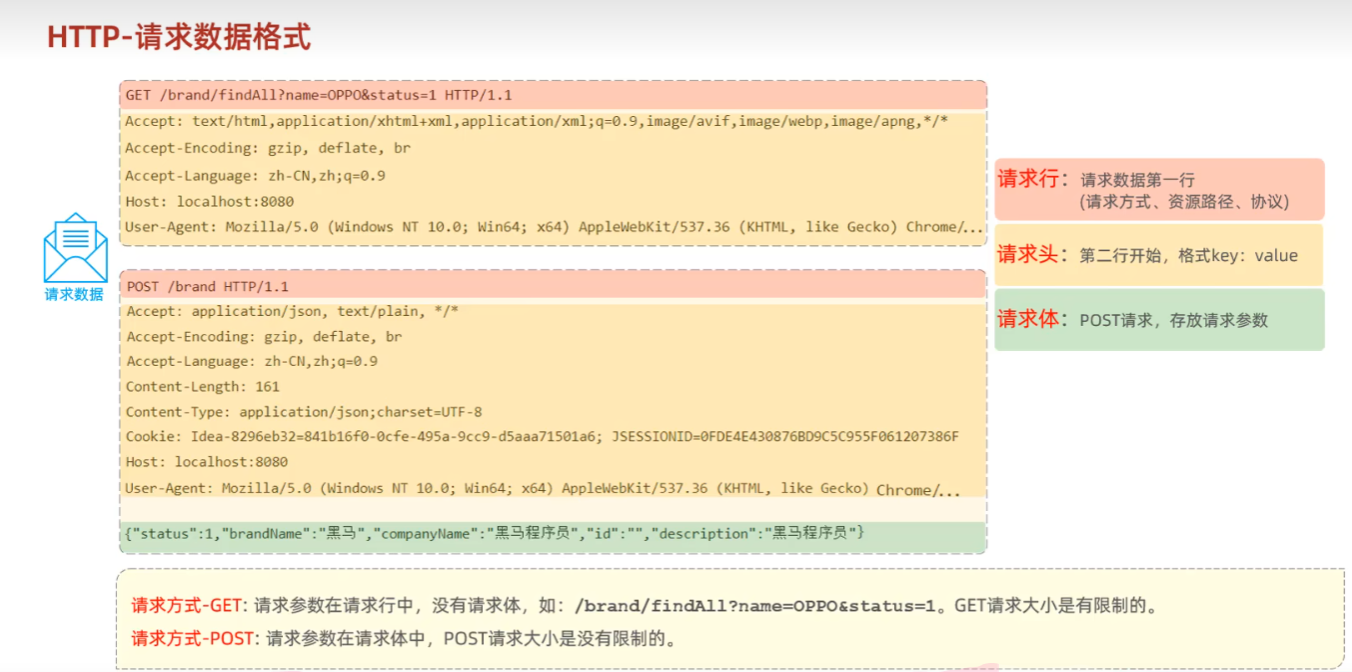 HTTP-请求数据格式
GET /brand/findAll?name=OPPO&status=1 HTTP/1.1
Accept: text/html,application/xhtml+xml,application/xml;q=0.9,image/avif,image/webp,image/apng,*/*
Accept-Encoding: gzip, deflate, br
Accept-Language: zh-CN,zh;q=0.9
Host: localhost:8080
User-Agent: Mozilla/5.0 (Windows NT 10.0; Win64; x64) AppleWebKit/537.36 (KHTML, like Gecko) Chrome/...
请求行：请求数据第一行
(请求方式、资源路径、协议)
请求头：第二行开始，格式key：value
请求体：POST请求，存放请求参数
请求数据
POST /brand HTTP/1.1
Accept: application/json, text/plain, */*
Accept-Encoding: gzip, deflate, br
Accept-Language: zh-CN,zh;q=0.9
Content-Length: 161
Content-Type: application/json;charset=UTF-8
Cookie: Idea-8296eb32=841b16f0-0cfe-495a-9cc9-d5aaa71501a6; JSESSIONID=0FDE4E430876BD9C5C955F061207386F
Host: localhost:8080
User-Agent: Mozilla/5.0 (Windows NT 10.0; Win64; x64) AppleWebKit/537.36 (KHTML, like Gecko) Chrome/...
{"status":1,"brandName":"黑马","companyName":"黑马程序员","id":"","description":"黑马程序员"}
请求方式-GET: 请求参数在请求行中，没有请求体，如：/brand/findAll?name=OPPO&status=1。GET请求大小是有限制的。
请求方式-POST: 请求参数在请求体中，POST请求大小是没有限制的。